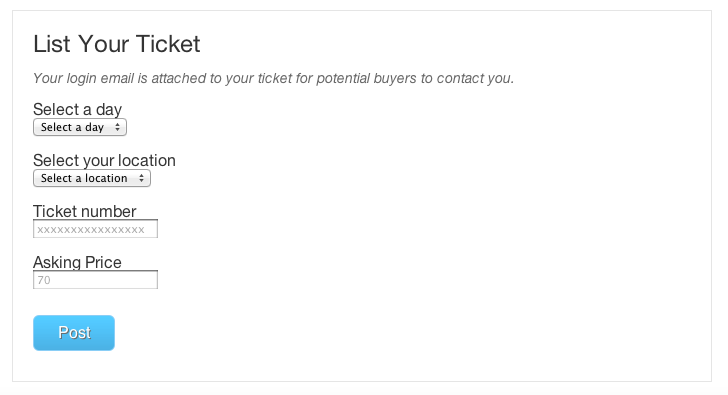 List Your Ticket
Your login email is attached to your ticket for potential buyers to contact you.
Select a day
Select a day
Select your location
Select a location
Ticket number
xxxxxxxxxxxxxxxx
Asking Price
70
Post